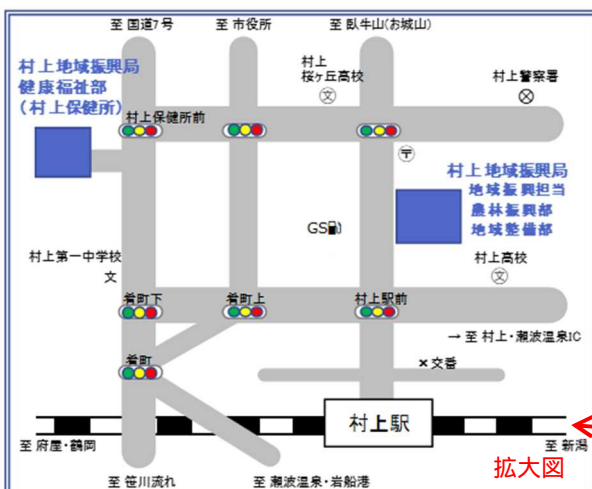 至 国道7号
至 市役所
至 臥牛山(お城山)
村上地域振興局
健康福祉部
(村上保健所)
村上
桜ヶ丘高校
文
村上警察署
村上保健所前
〒
村上地域振興局
地域振興担当
農林振興部
地域整備部
GS
村上第一中学校
文
村上高校
文
肴町下
肴町上
村上駅前
→ 至 村上・瀬波温泉IC
肴町
×交番
村上駅
至 府屋・鶴岡
至 新潟
拡大図
至 笹川流れ
至 瀬波温泉・岩船港